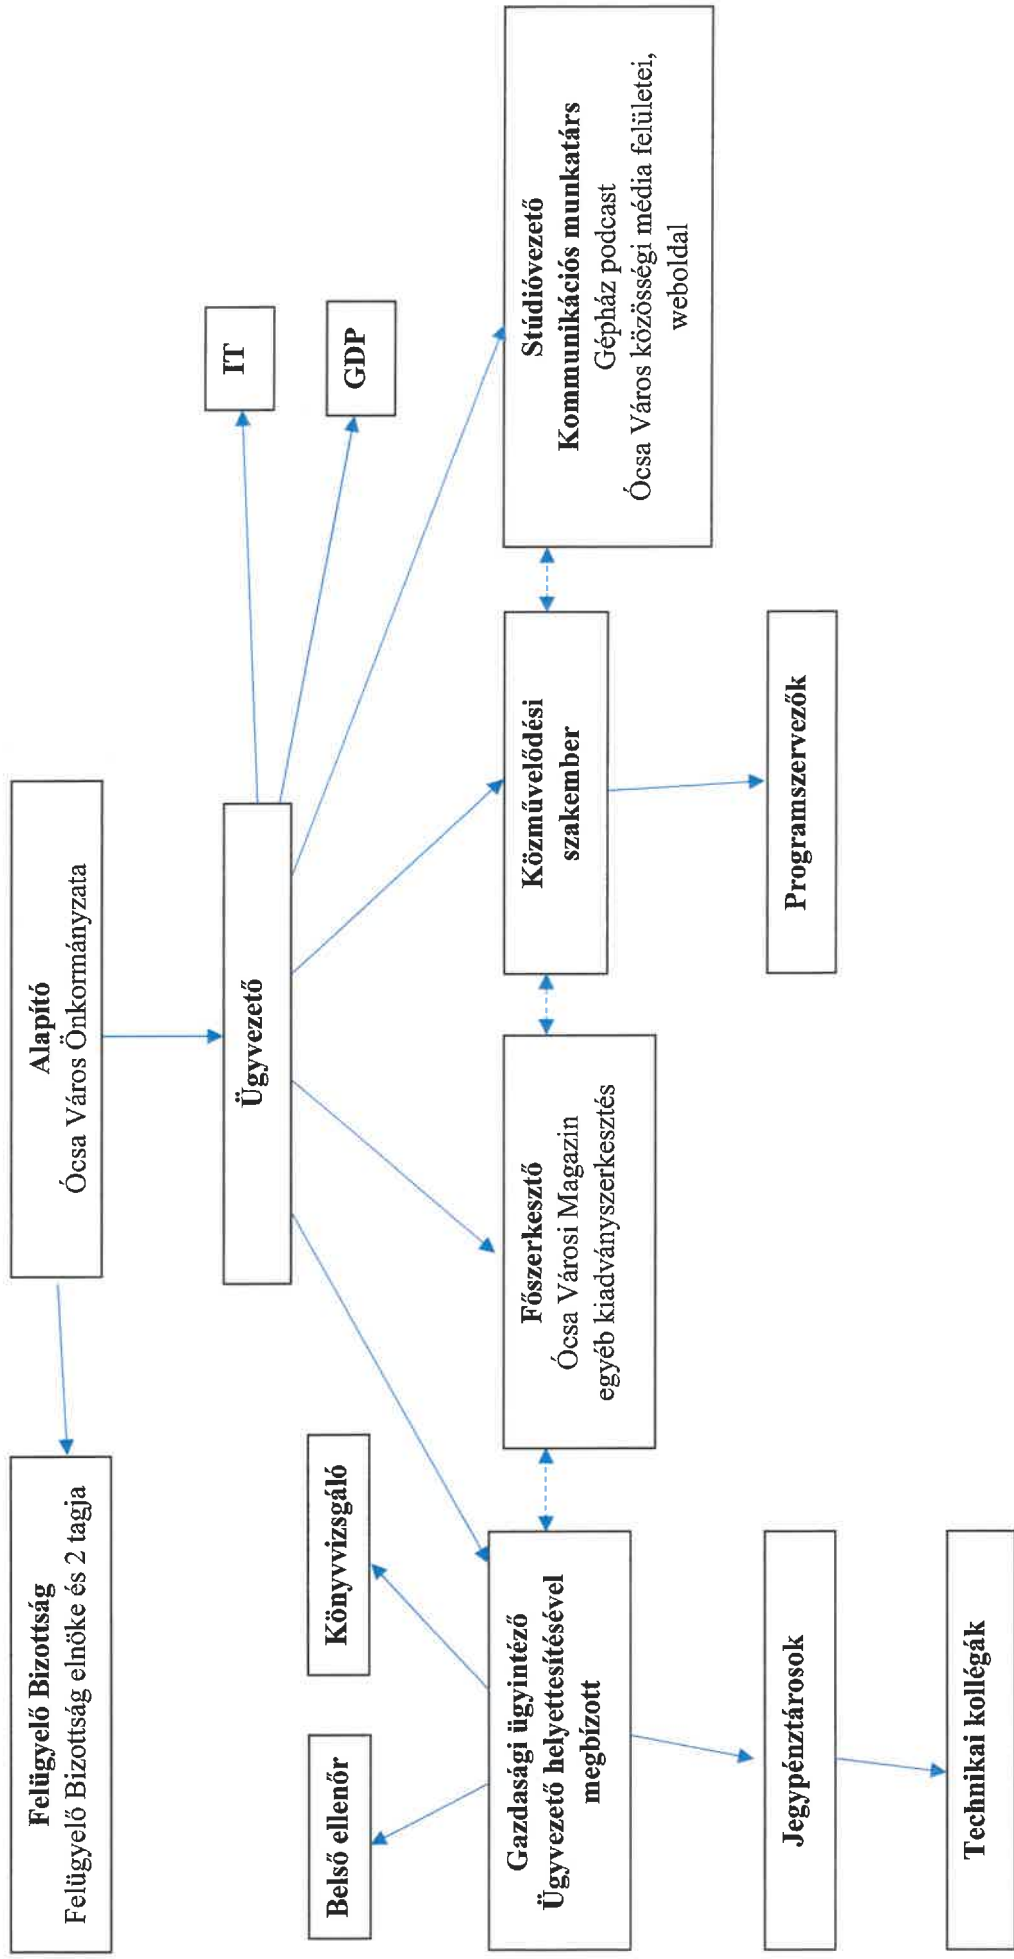 Felügyelő Bizottság
Felügyelő Bizottság elnöke és 2 tagja
Alapító
Ócsa Város Önkormányzata
Ügyvezető
IT
GDP
Belső ellenőr
Könyvvizsgáló
Gazdasági ügyintéző
Ügyvezető helyettesítésével
megbízott
Főszerkesztő
Ócsa Városi Magazin
egyéb kiadványszerkesztés
Közművelődési
szakember
Stúdióvezető
Kommunikációs munkatárs
Gépház podcast
Ócsa Város közösségi média felületei,
weboldal
Jegypénztárosok
Programszervezők
Technikai kollégák